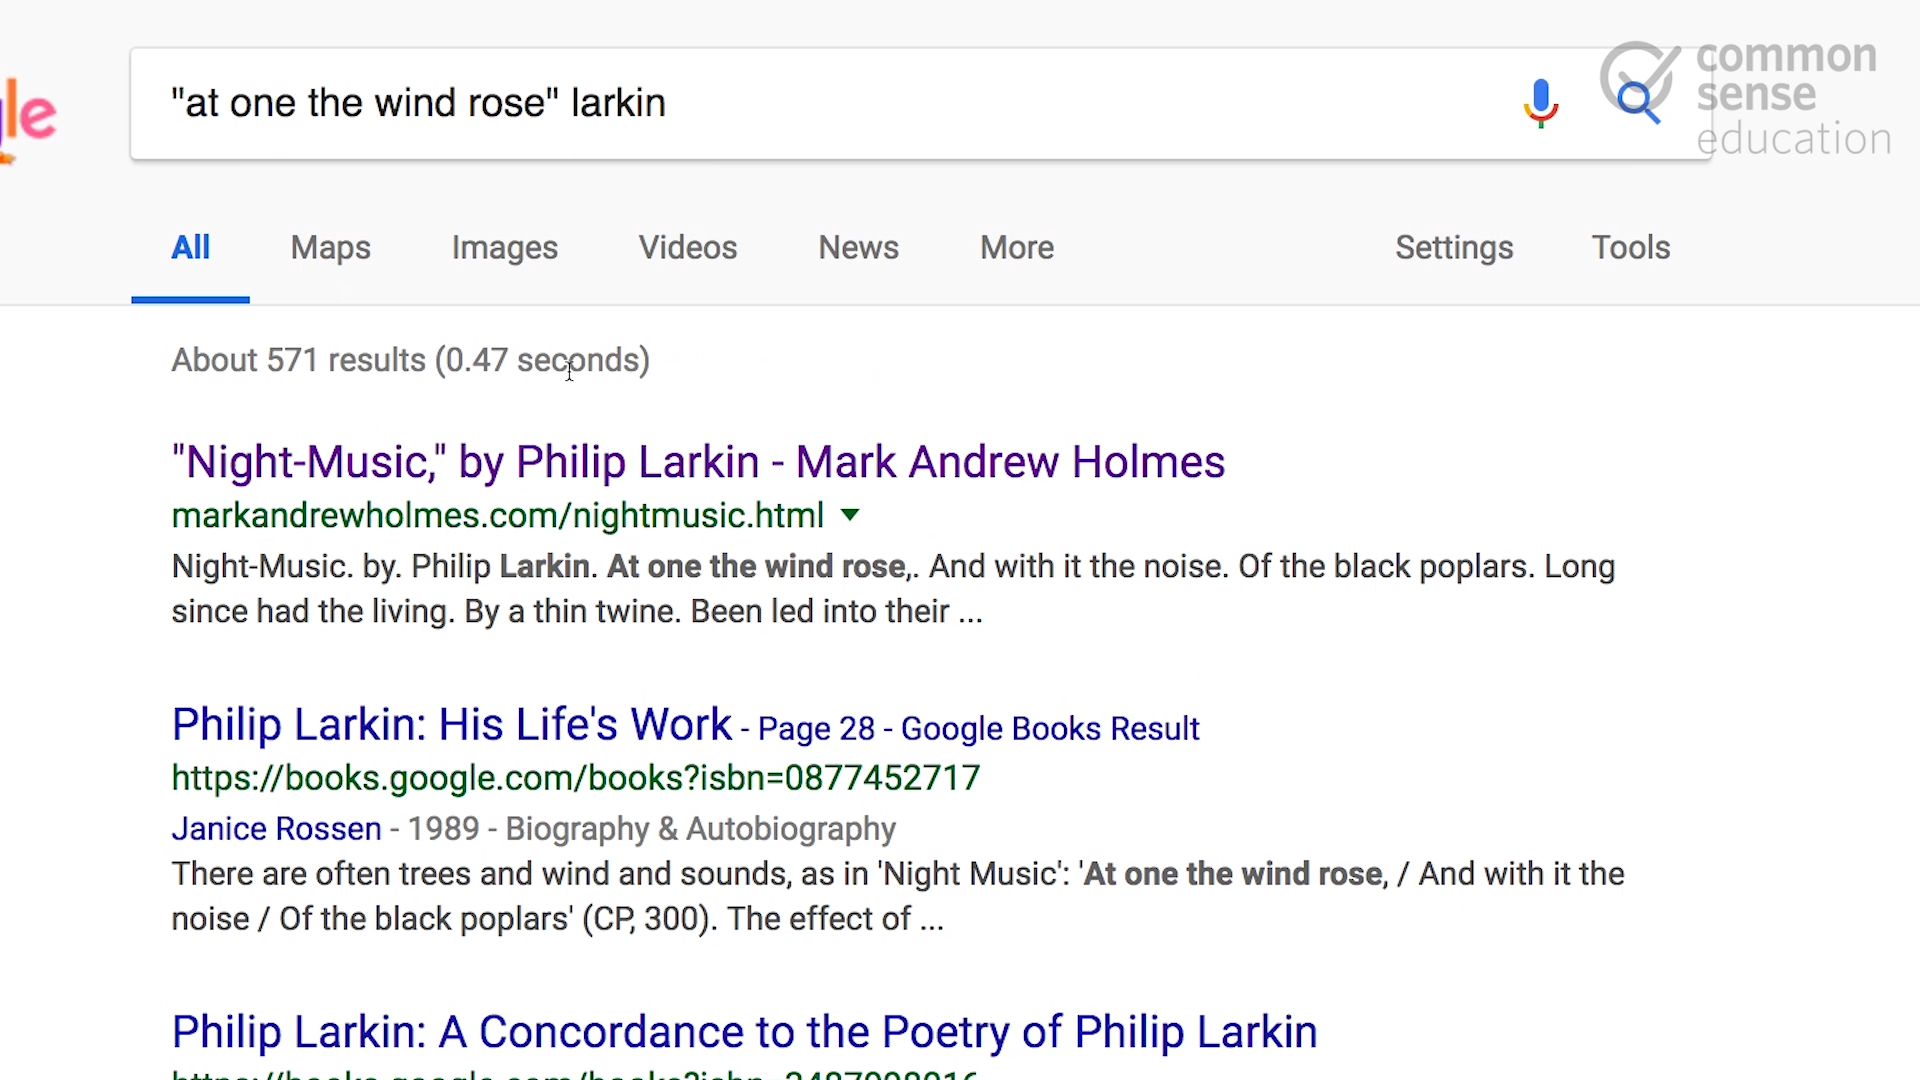 le
"at one the wind rose" larkin
common
sense
education
All Maps Images Videos News More Settings Tools
About 571 results (0.47 seconds)
"Night-Music," by Philip Larkin - Mark Andrew Holmes
markandrewholmes.com/nightmusic.html
Night-Music. by. Philip Larkin. At one the wind rose,. And with it the noise. Of the black poplars. Long
since had the living. By a thin twine. Been led into their ...
Philip Larkin: His Life's Work - Page 28 - Google Books Result
https://books.google.com/books?isbn=0877452717
Janice Rossen - 1989 - Biography & Autobiography
There are often trees and wind and sounds, as in 'Night Music': 'At one the wind rose, / And with it the
noise / Of the black poplars' (CP, 300). The effect of ...
Philip Larkin: A Concordance to the Poetry of Philip Larkin